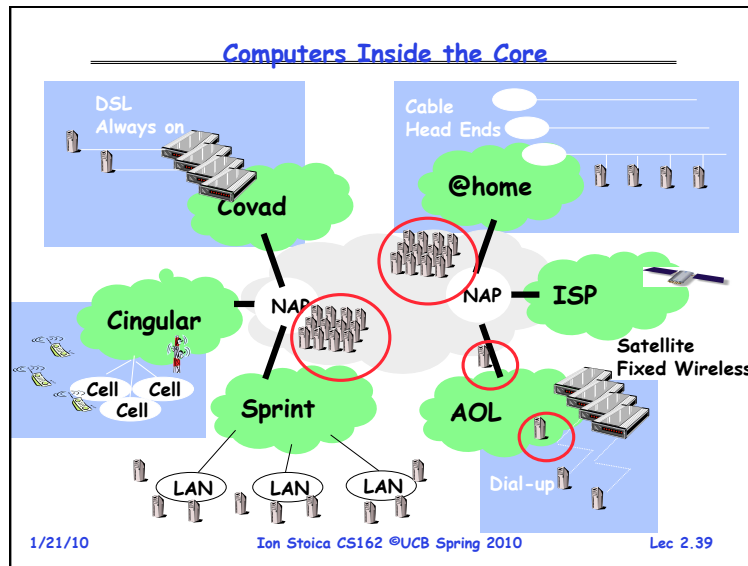 Computers Inside the Core
DSL
Always on
Cable
Head Ends
Covad
@home
NAP
NAP
ISP
Cingular
Satellite
Fixed Wireless
Cell
Cell
Cell
Sprint
AOL
LAN
LAN
LAN
Dial-up
1/21/10
Ion Stoica CS162 ©UCB Spring 2010
Lec 2.39